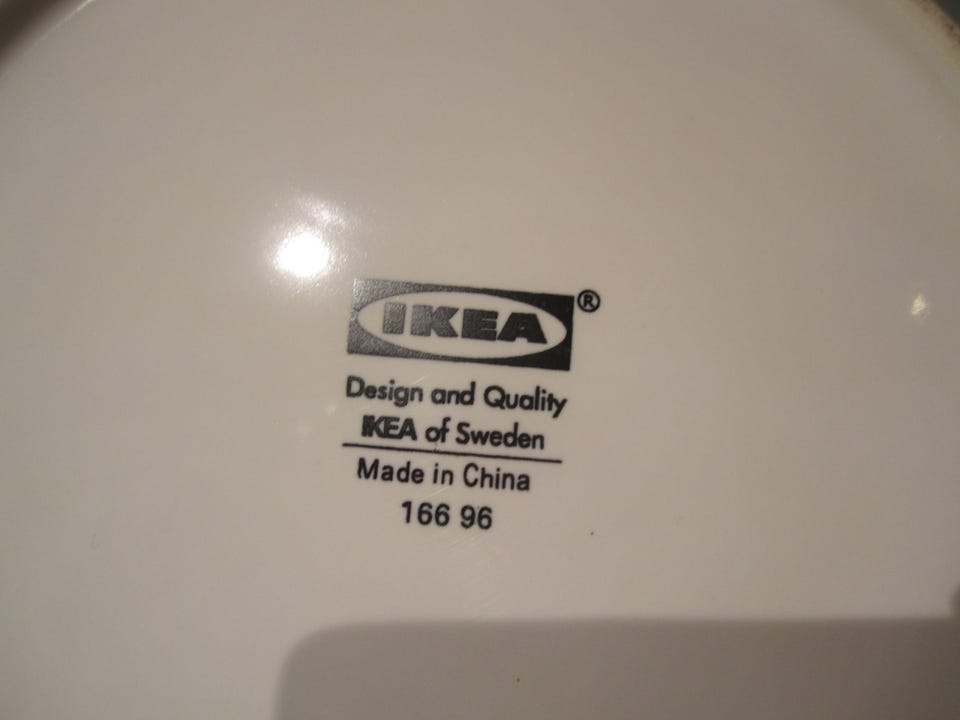 IKEA®
Design and Quality
IKEA of Sweden
Made in China
166 96